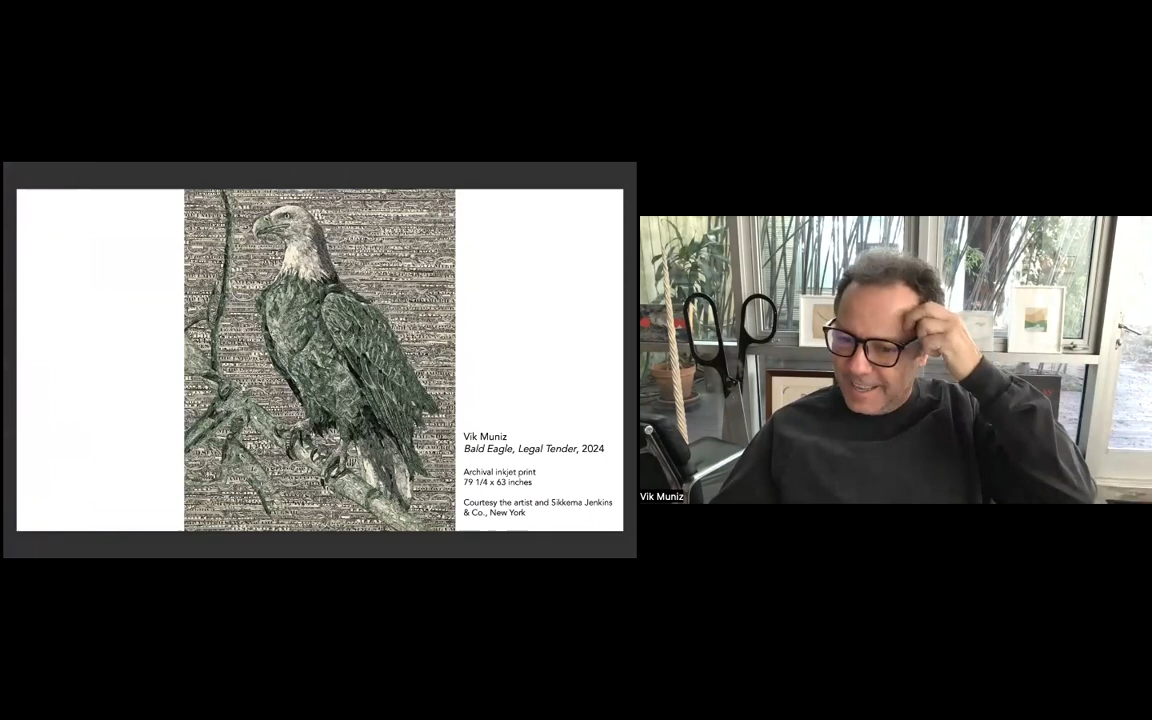 Vik Muniz
Bald Eagle, Legal Tender, 2024
Archival inkjet print
79 1/4 x 63 inches
Courtesy the artist and Sikkema Jenkins
& Co., New York
Vik Muniz